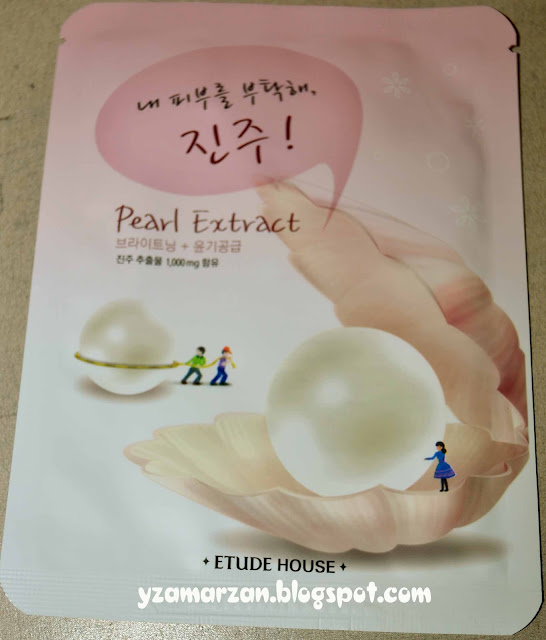 내 피부를 부탁해,
진주!
Pearl Extract
브라이트닝 + 윤기공급
진주 추출물 1,000mg 함유
ETUDE HOUSE
yzamarzan.blogspot.com